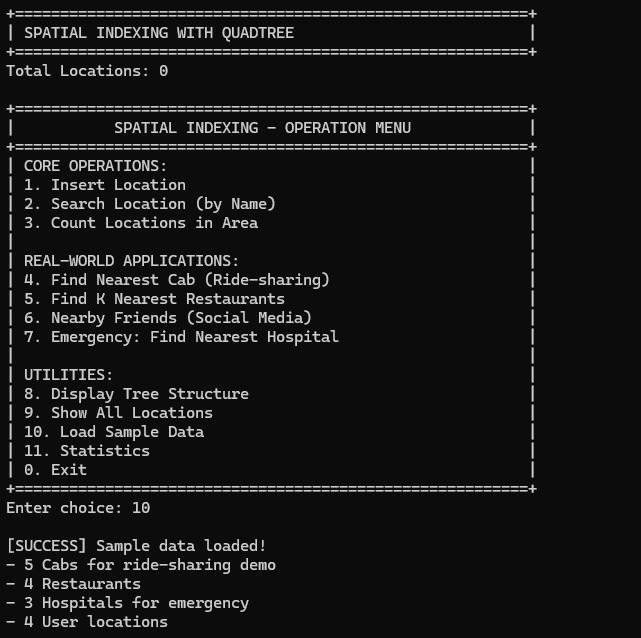 +=========================================================+
| SPATIAL INDEXING WITH QUADTREE                          |
+=========================================================+
Total Locations: 0
+=========================================================+
|           SPATIAL INDEXING - OPERATION MENU             |
+=========================================================+
| CORE OPERATIONS:                                        |
| 1. Insert Location                                      |
| 2. Search Location (by Name)                            |
| 3. Count Locations in Area                              |
|                                                         |
| REAL-WORLD APPLICATIONS:                                |
| 4. Find Nearest Cab (Ride-sharing)                      |
| 5. Find K Nearest Restaurants                           |
| 6. Nearby Friends (Social Media)                        |
| 7. Emergency: Find Nearest Hospital                     |
|                                                         |
| UTILITIES:                                              |
| 8. Display Tree Structure                               |
| 9. Show All Locations                                   |
| 10. Load Sample Data                                    |
| 11. Statistics                                          |
| 0. Exit                                                 |
+=========================================================+
Enter choice: 10
[SUCCESS] Sample data loaded!
- 5 Cabs for ride-sharing demo
- 4 Restaurants
- 3 Hospitals for emergency
- 4 User locations